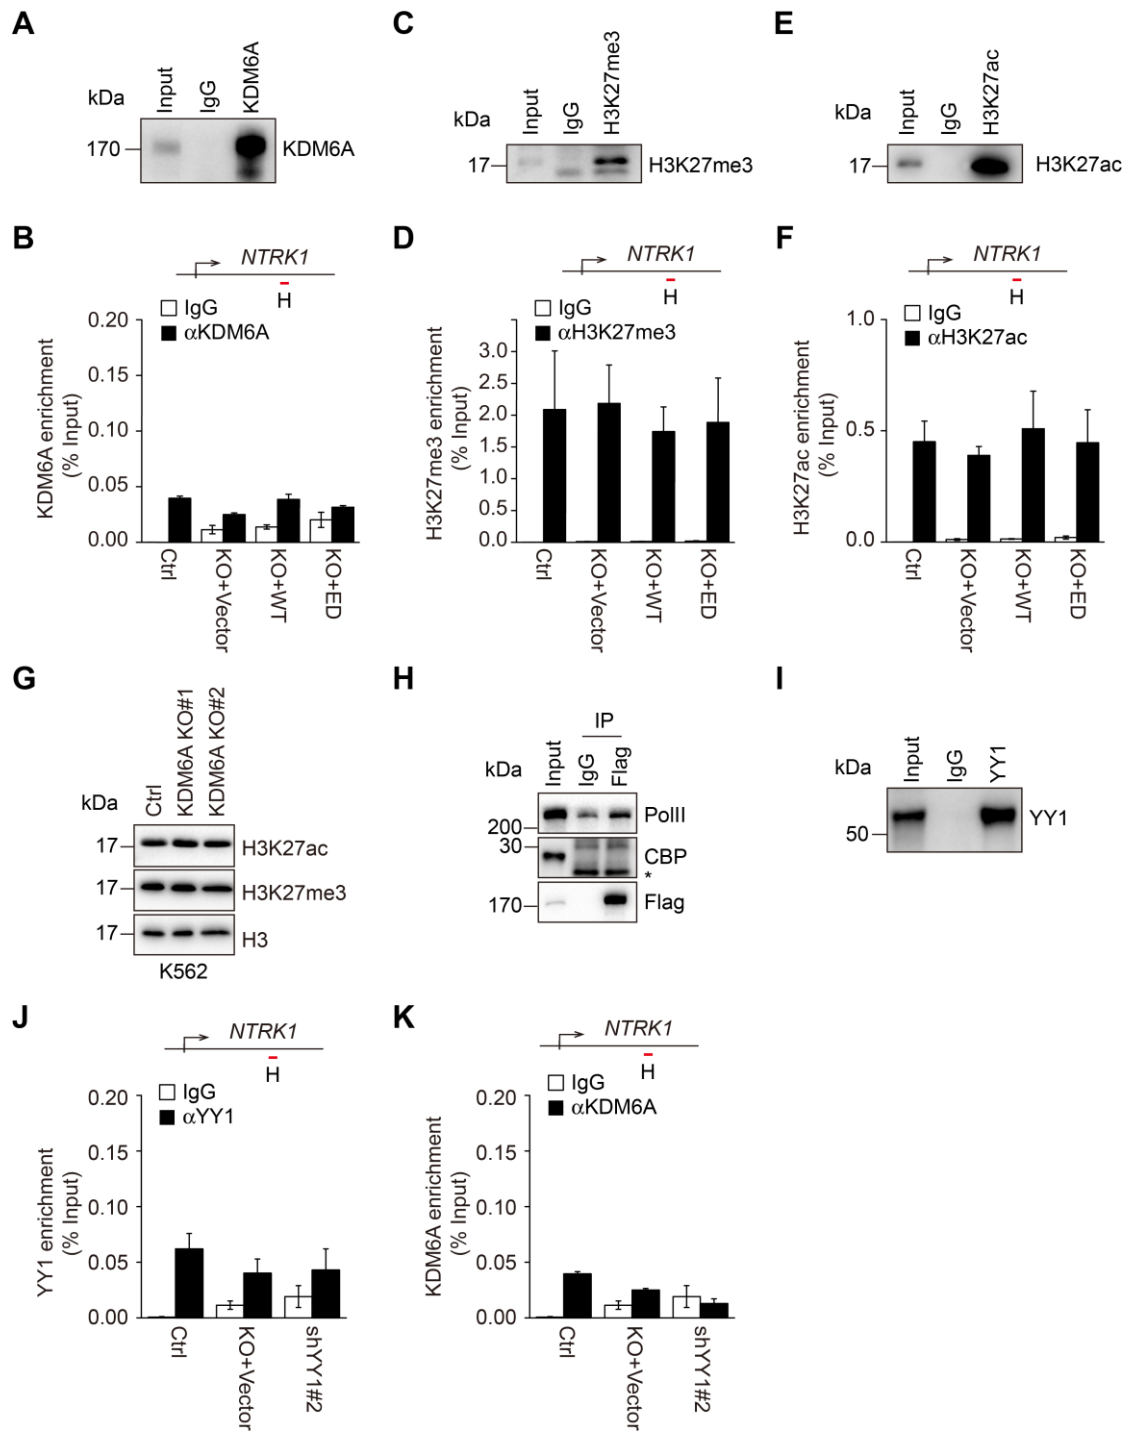 A
kDa
Input
IgG
KDM6A
170
KDM6A
C
kDa
Input
IgG
H3K27me3
17
H3K27me3
E
kDa
Input
IgG
H3K27ac
17
H3K27ac
B
NTRK1
H
IgG
αKDM6A
KDM6A enrichment
(% Input)
0.20
0.15
0.10
0.05
0.00
Ctrl
KO+Vector
KO+WT
KO+ED
D
NTRK1
H
IgG
αH3K27me3
H3K27me3 enrichment
(% Input)
3.0
2.5
2.0
1.5
1.0
0.5
0.0
Ctrl
KO+Vector
KO+WT
KO+ED
F
NTRK1
H
IgG
αH3K27ac
H3K27ac enrichment
(% Input)
1.0
0.5
0.0
Ctrl
KO+Vector
KO+WT
KO+ED
G
kDa
Ctrl
KDM6A KO#1
KDM6A KO#2
17
H3K27ac
17
H3K27me3
17
H3
K562
H
IP
kDa
Input
IgG
Flag
200
PolII
30
CBP
*
170
Flag
I
kDa
Input
IgG
YY1
50
YY1
J
NTRK1
H
IgG
αYY1
YY1 enrichment
(% Input)
0.20
0.15
0.10
0.05
0.00
Ctrl
KO+Vector
shYY1#2
K
NTRK1
H
IgG
αKDM6A
KDM6A enrichment
(% Input)
0.20
0.15
0.10
0.05
0.00
Ctrl
KO+Vector
shYY1#2